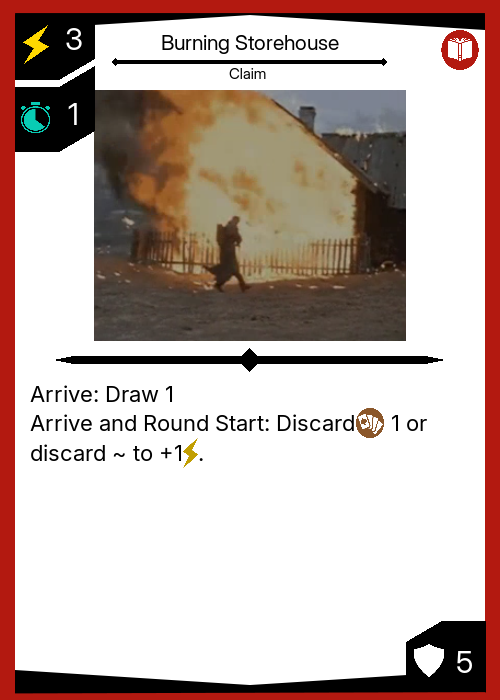 3
Burning Storehouse
Claim
1
Arrive: Draw 1
Arrive and Round Start: Discard 1 or
discard ~ to +1.
5